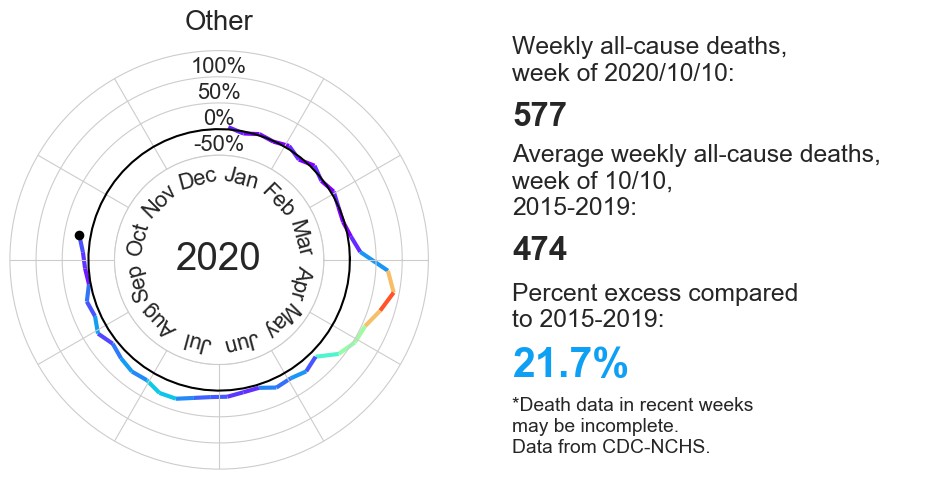 Other
100%
50%
0%
-50%
Jan
Feb
Mar
Apr
May
Jun
Jul
Aug
Sep
Oct
Nov
Dec
2020
Weekly all-cause deaths,
week of 2020/10/10:
577
Average weekly all-cause deaths,
week of 10/10,
2015-2019:
474
Percent excess compared
to 2015-2019:
21.7%
*Death data in recent weeks
may be incomplete.
Data from CDC-NCHS.